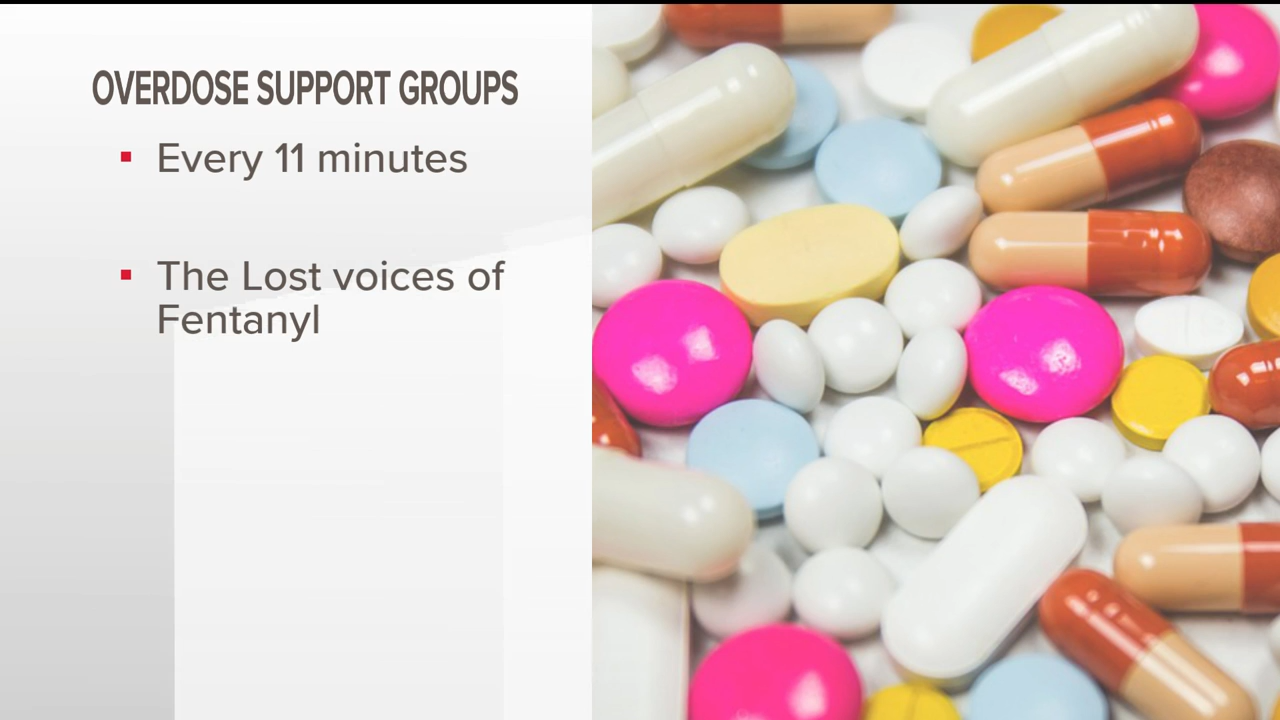 OVERDOSE SUPPORT GROUPS
▪ Every 11 minutes
▪ The Lost voices of
Fentanyl